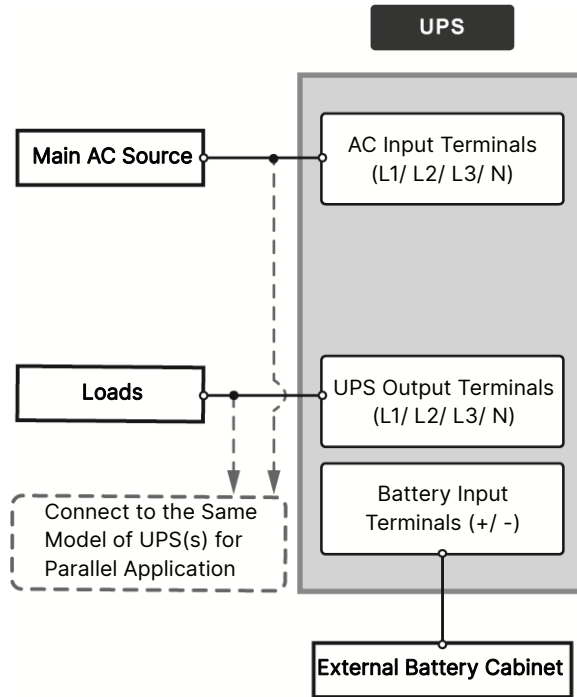 UPS
Main AC Source
AC Input Terminals
(L1/ L2/ L3/ N)
Loads
UPS Output Terminals
(L1/ L2/ L3/ N)
Battery Input
Terminals (+/ -)
Connect to the Same
Model of UPS(s) for
Parallel Application
External Battery Cabinet